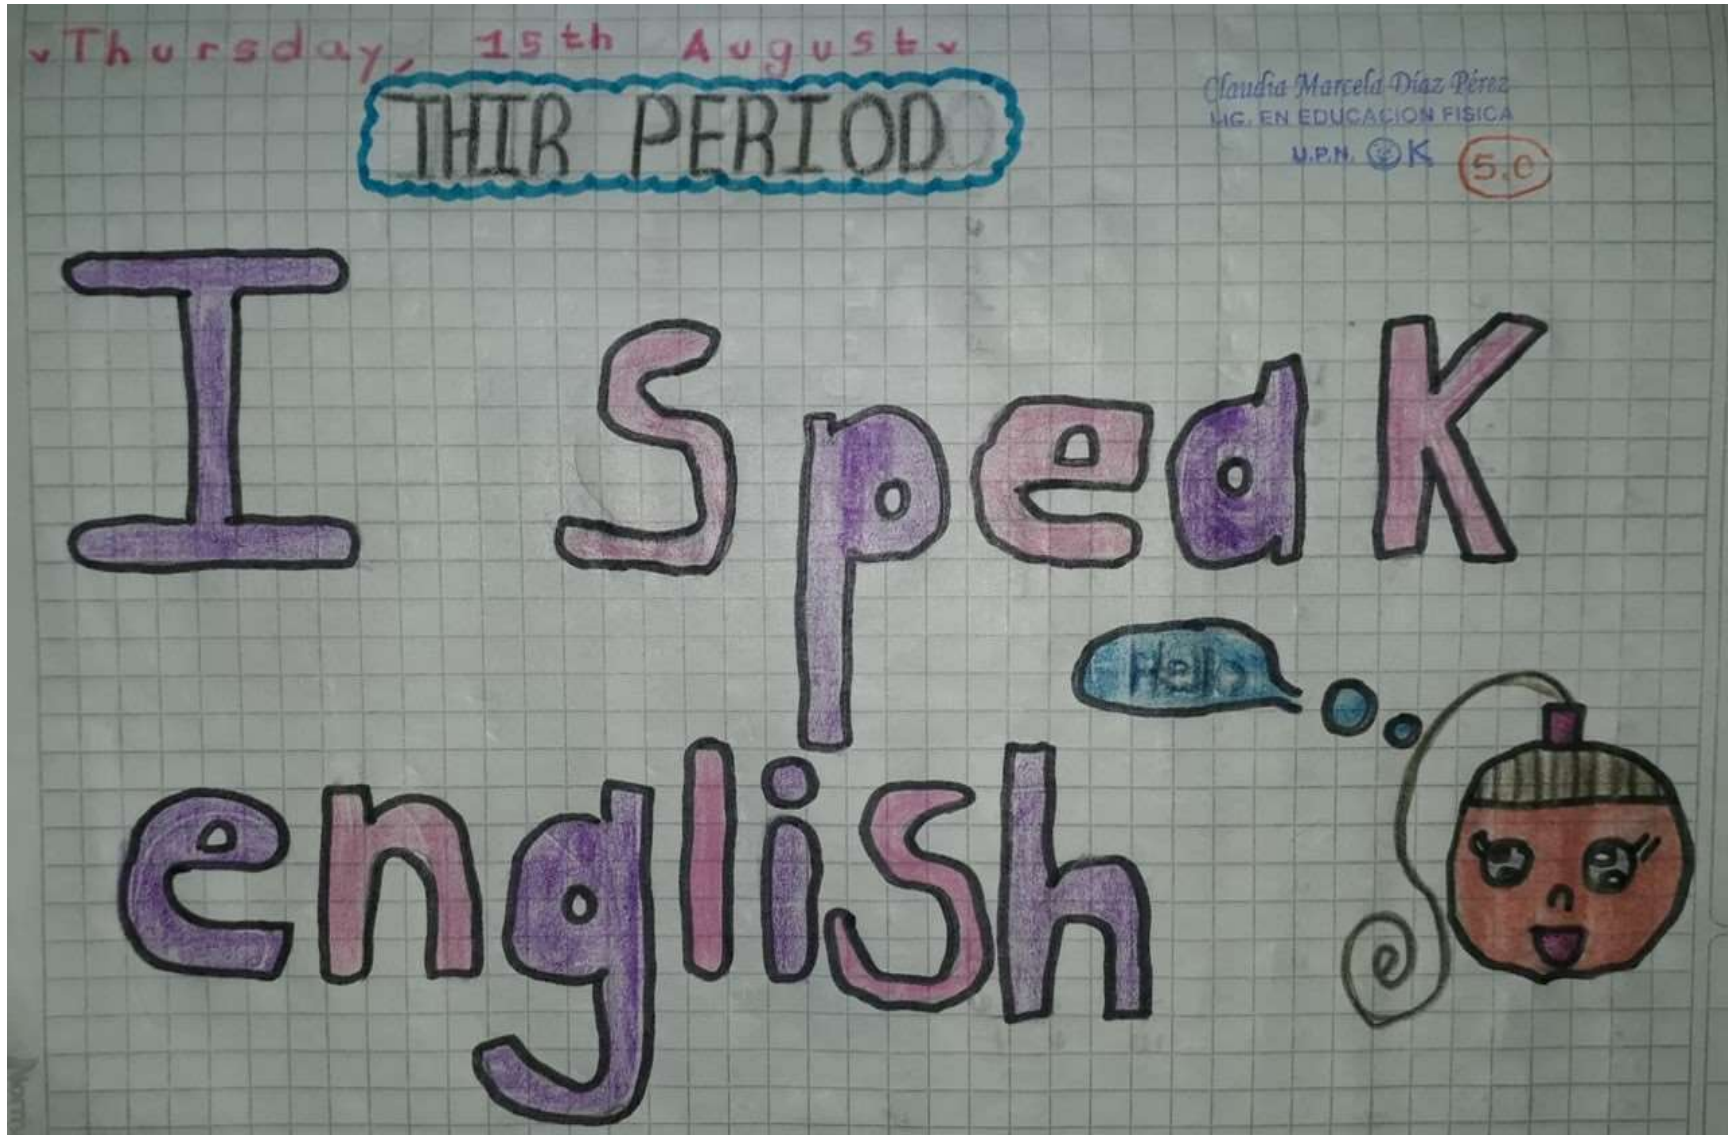 Thursday, 15th August
THIR PERIOD
Claudia Marcela Díaz Pérez
LIC. EN EDUCACION FISICA
U.P.N. OK 5.0
I speak
Hello
english